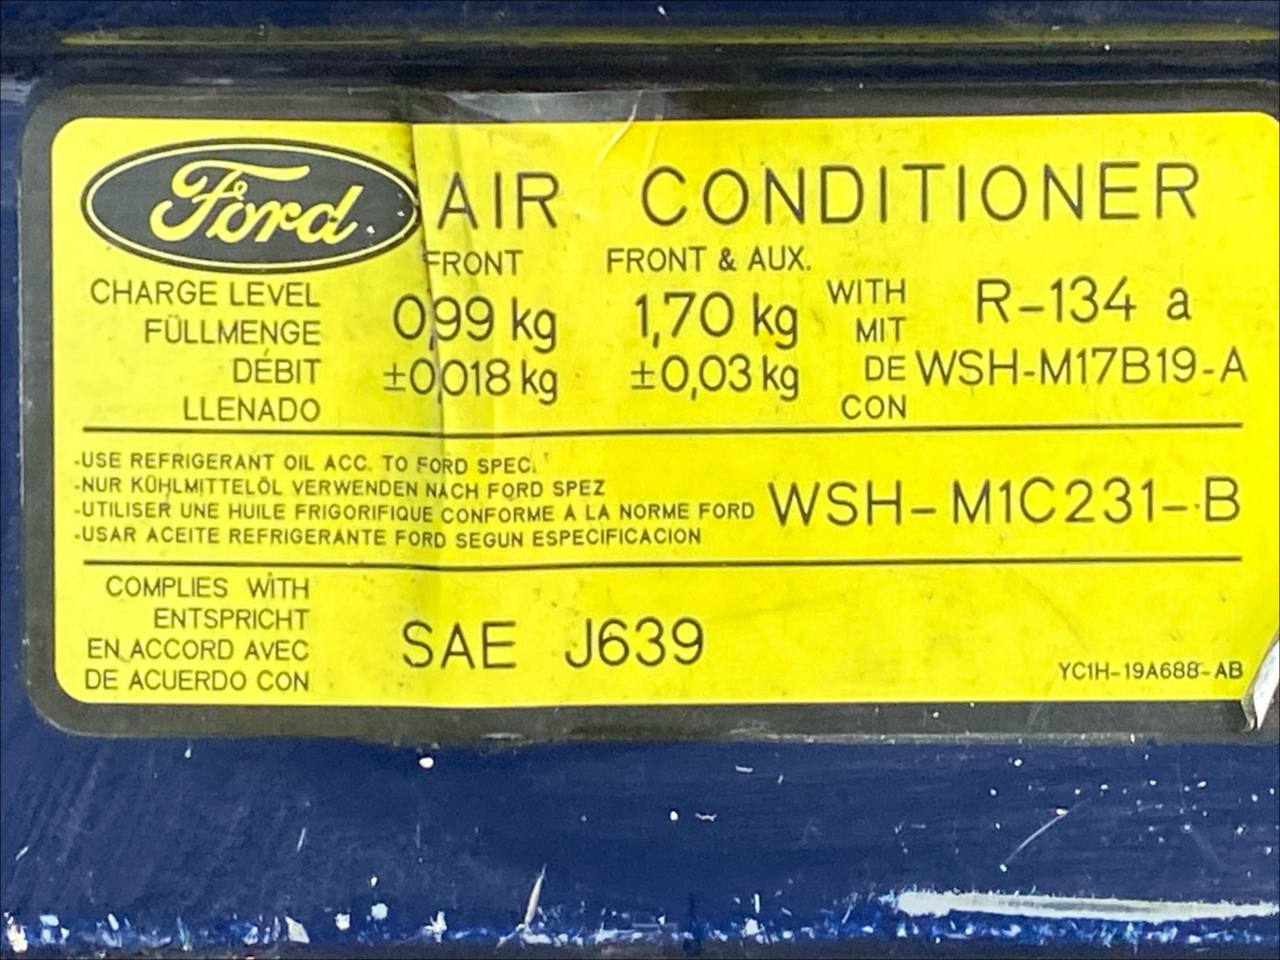 Ford AIR CONDITIONER
FRONT FRONT & AUX.
CHARGE LEVEL
FÜLLMENGE
DÉBIT
LLENADO
0,99 kg 1,70 kg
±0,018 kg ±0,03 kg
WITH
MIT
DE
CON
R-134 a
WSH-M17B19-A
-USE REFRIGERANT OIL ACC. TO FORD SPEC.
-NUR KÜHLMITTELÖL VERWENDEN NACH FORD SPEZ
-UTILISER UNE HUILE FRIGORIFIQUE CONFORME A LA NORME FORD
-USAR ACEITE REFRIGERANTE FORD SEGUN ESPECIFICACION
WSH-M1C231-B
COMPLIES WITH
ENTSPRICHT
EN ACCORD AVEC
DE ACUERDO CON
SAE J639
YC1H-19A688-AB